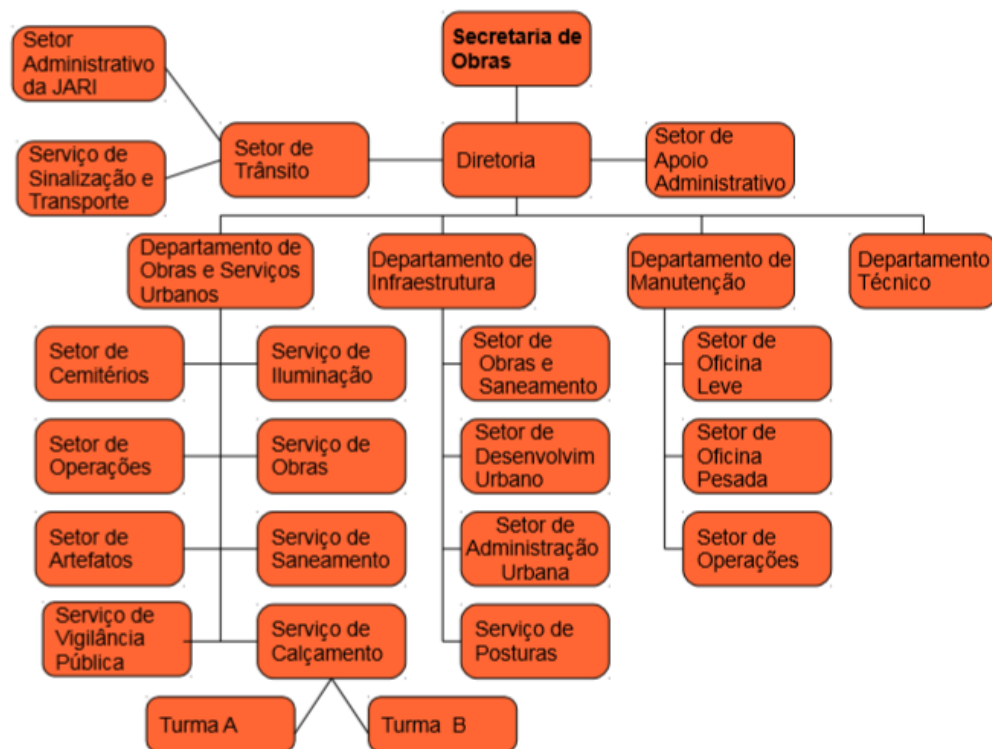 Secretaria de
Obras
Setor
Administrativo
da JARI
Serviço de
Sinalização e
Transporte
Setor de
Trânsito
Diretoria
Setor de
Apoio
Administrativo
Departamento de
Obras e Serviços
Urbanos
Departamento de
Infraestrutura
Departamento de
Manutenção
Departamento
Técnico
Setor de
Cemitérios
Serviço de
Iluminação
Setor de
Operações
Serviço de
Obras
Setor de
Artefatos
Serviço de
Saneamento
Serviço de
Vigilância
Pública
Serviço de
Calçamento
Turma A
Turma B
Setor de
Obras e
Saneamento
Setor de
Desenvolvim
Urbano
Setor de
Administração
Urbana
Serviço de
Posturas
Setor de
Oficina
Leve
Setor de
Oficina
Pesada
Setor de
Operações